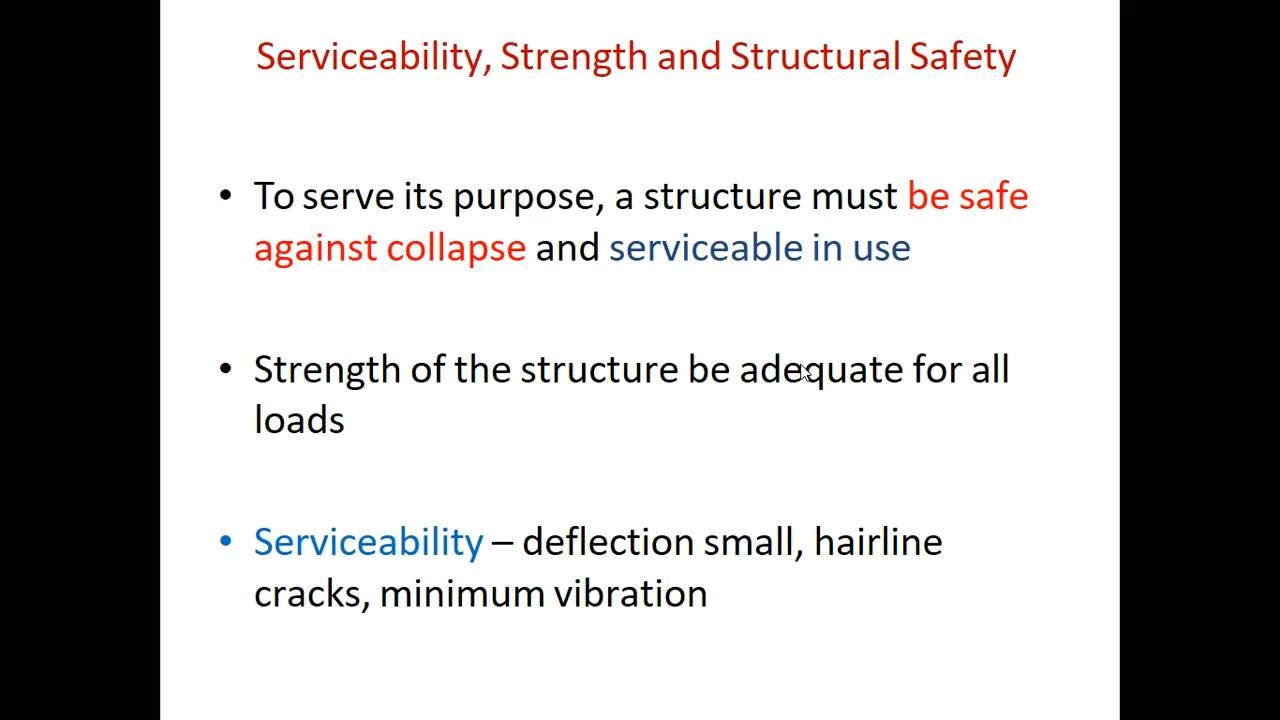 Serviceability, Strength and Structural Safety
• To serve its purpose, a structure must be safe
against collapse and serviceable in use
• Strength of the structure be adequate for all
loads
• Serviceability – deflection small, hairline
cracks, minimum vibration